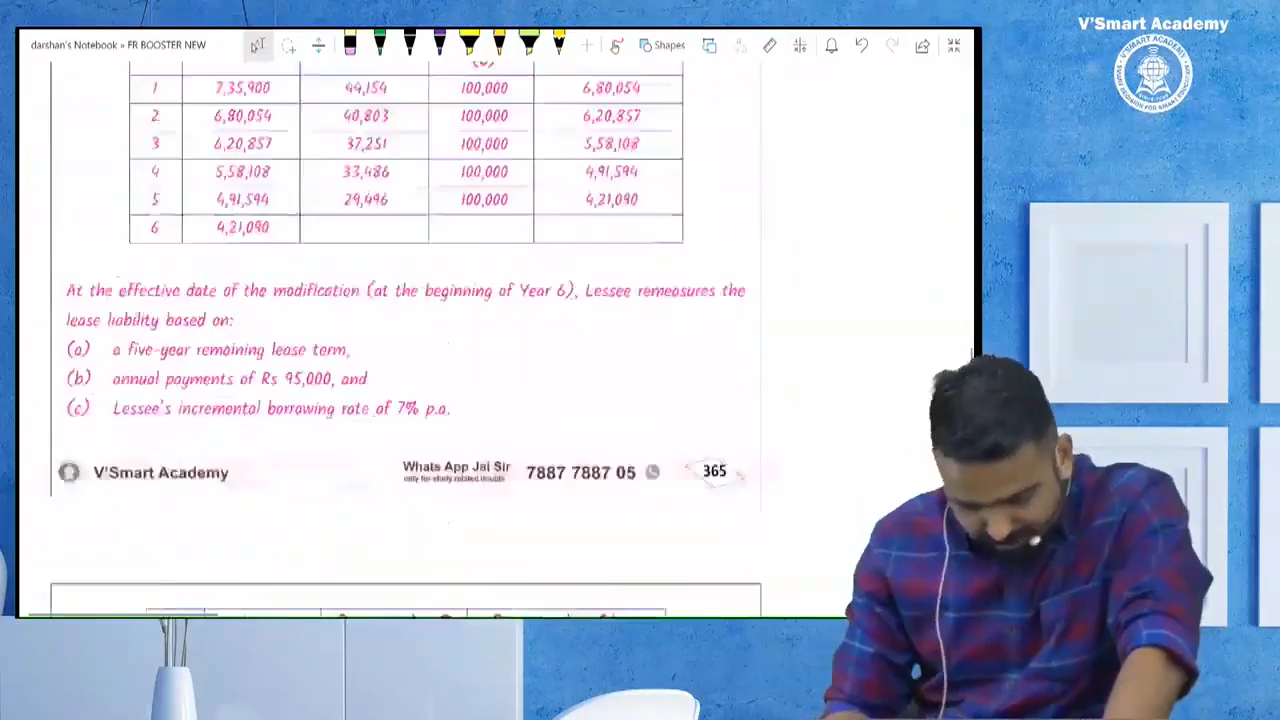 V'Smart Academy
darshan's Notebook » FR BOOSTER NEW
Shapes
1 7,35,900 44,154 100,000 6,80,054
2 6,80,054 40,803 100,000 6,20,857
3 6,20,857 37,251 100,000 5,58,108
4 5,58,108 33,486 100,000 4,91,594
5 4,91,594 29,496 100,000 4,21,090
6 4,21,090
At the effective date of the modification (at the beginning of Year 6), Lessee remeasures the
lease liability based on:
(a) a five-year remaining lease term,
(b) annual payments of Rs 95,000, and
(c) Lessee's incremental borrowing rate of 7% p.a.
V'Smart Academy
Whats App Jai Sir
only for study related doubts
7887 7887 05
365